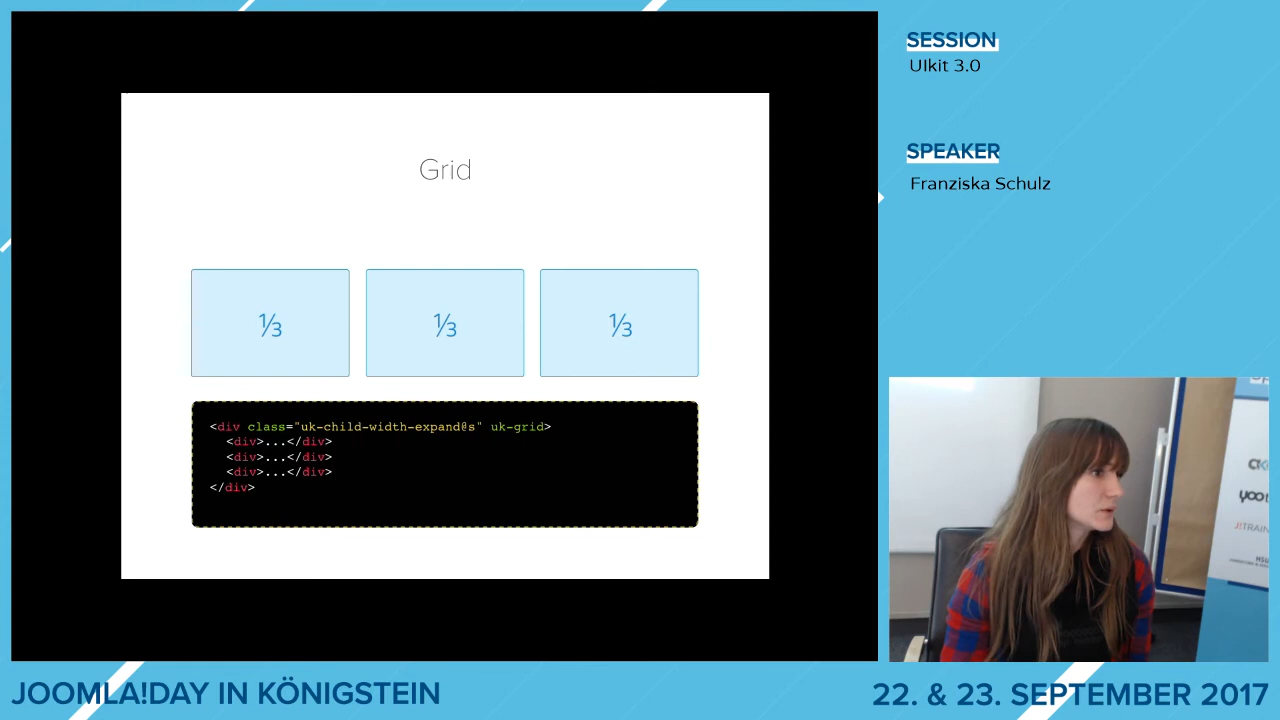 SESSION
UIkit 3.0
SPEAKER
Franziska Schulz
Grid
⅓ ⅓ ⅓
<div class="uk-child-width-expand@s" uk-grid>
<div>...</div>
<div>...</div>
<div>...</div>
</div>
JOOMLA!DAY IN KÖNIGSTEIN
22. & 23. SEPTEMBER 2017